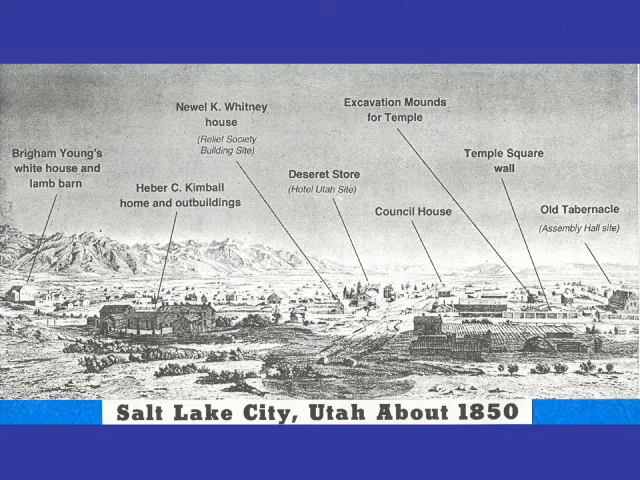 Brigham Young's
white house and
lamb barn
Heber C. Kimball
home and outbuildings
Newel K. Whitney
house
(Relief Society
Building Site)
Deseret Store
(Hotel Utah Site)
Excavation Mounds
for Temple
Council House
Temple Square
wall
Old Tabernacle
(Assembly Hall site)
Salt Lake City, Utah About 1850